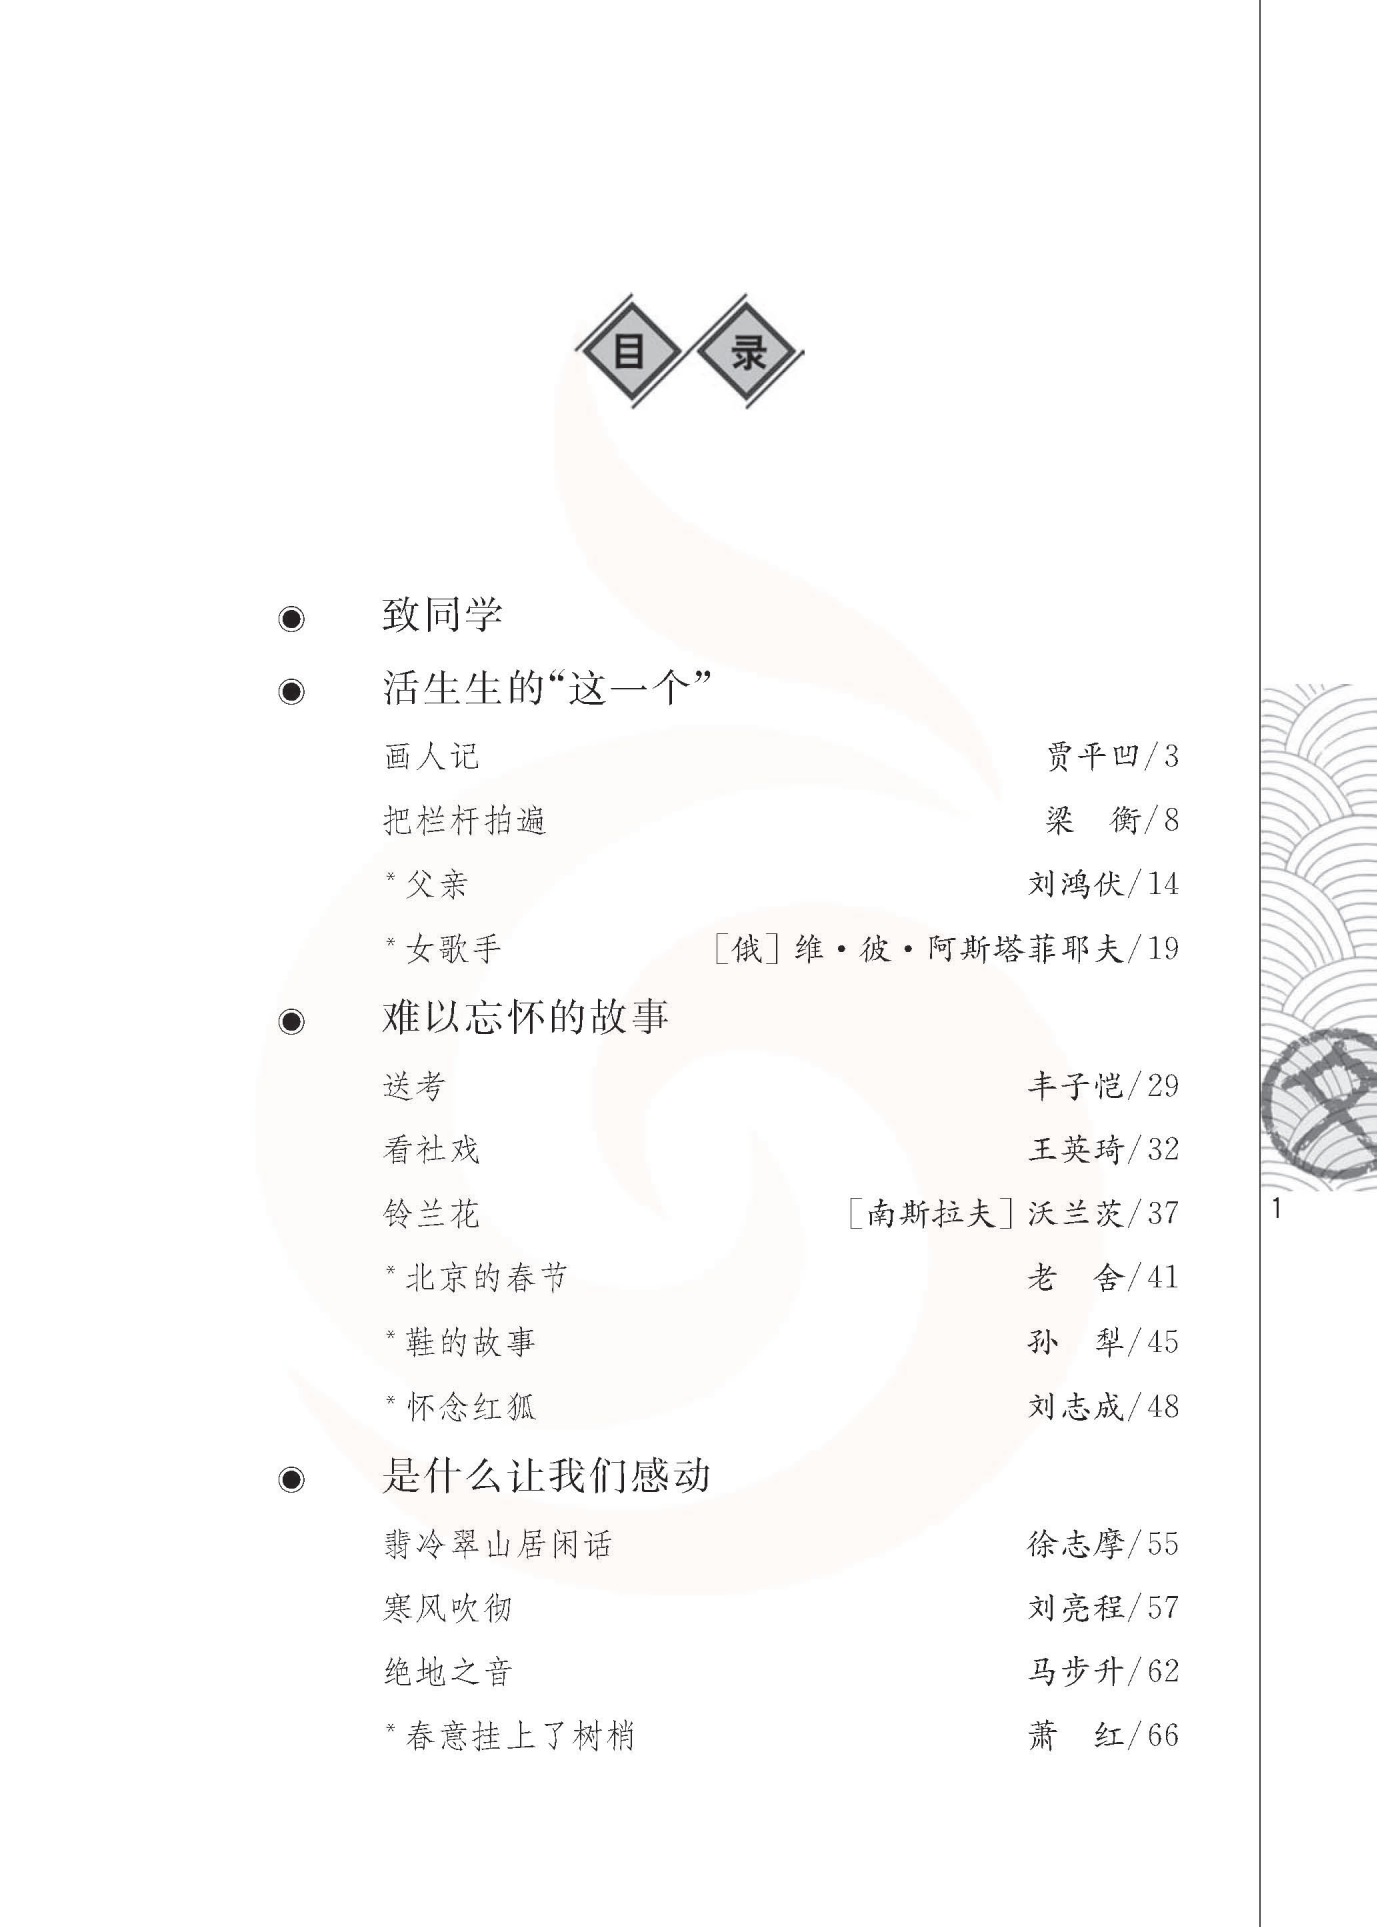 目录
致同学
活生生的“这一个”
画人记 贾平凹/3
把栏杆拍遍 梁 衡/8
*父亲 刘鸿伏/14
*女歌手 [俄]维·彼·阿斯塔菲耶夫/19
难以忘怀的故事
送考 丰子恺/29
看社戏 王英琦/32
铃兰花 [南斯拉夫]沃兰茨/37
1
*北京的春节 老 舍/41
*鞋的故事 孙 犁/45
*怀念红狐 刘志成/48
是什么让我们感动
翡冷翠山居闲话 徐志摩/55
寒风吹彻 刘亮程/57
绝地之音 马步升/62
*春意挂上了树梢 萧 红/66